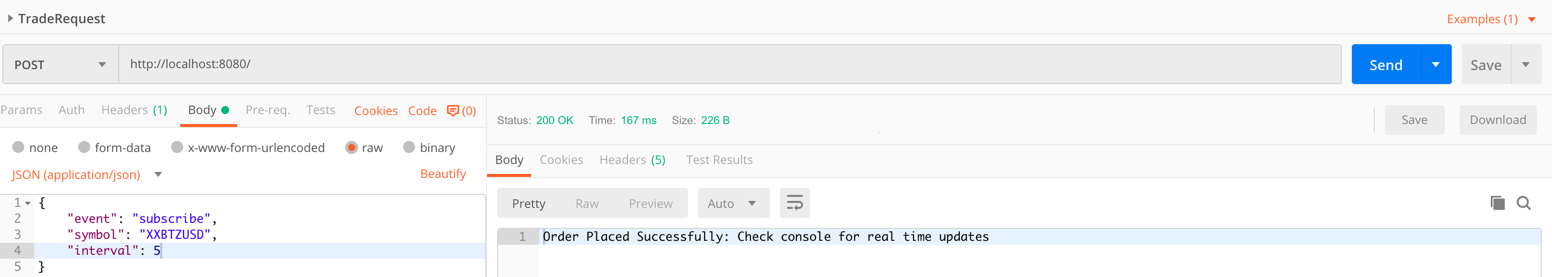 TradeRequest Examples (1)
POST http://localhost:8080/ Send Save
Params Auth Headers (1) Body Pre-req. Tests Cookies Code (0)
none form-data x-www-form-urlencoded raw binary
JSON (application/json) Beautify
1 {
2 "event": "subscribe",
3 "symbol": "XXBTZUSD",
4 "interval": 5
5 }
Status: 200 OK Time: 167 ms Size: 226 B Save Download
Body Cookies Headers (5) Test Results
Pretty Raw Preview Auto
1 Order Placed Successfully: Check console for real time updates